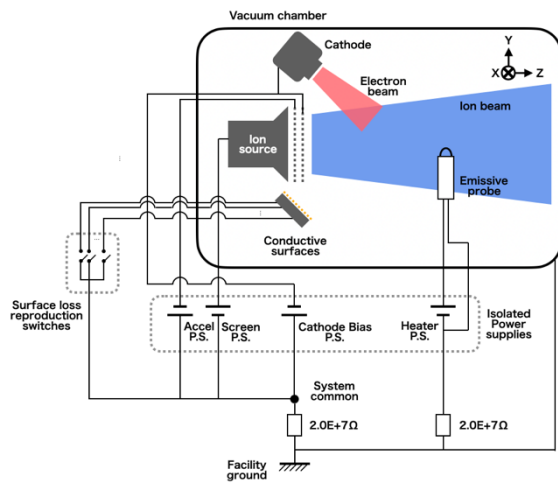 Vacuum chamber
Cathode
Y
X
Z
Electron
beam
Ion beam
Ion
source
Emissive
probe
Conductive
surfaces
Surface loss
reproduction
switches
Accel
P.S.
Screen
P.S.
Cathode Bias
P.S.
Heater
P.S.
Isolated
Power
supplies
System
common
2.0E+7Ω
2.0E+7Ω
Facility
ground